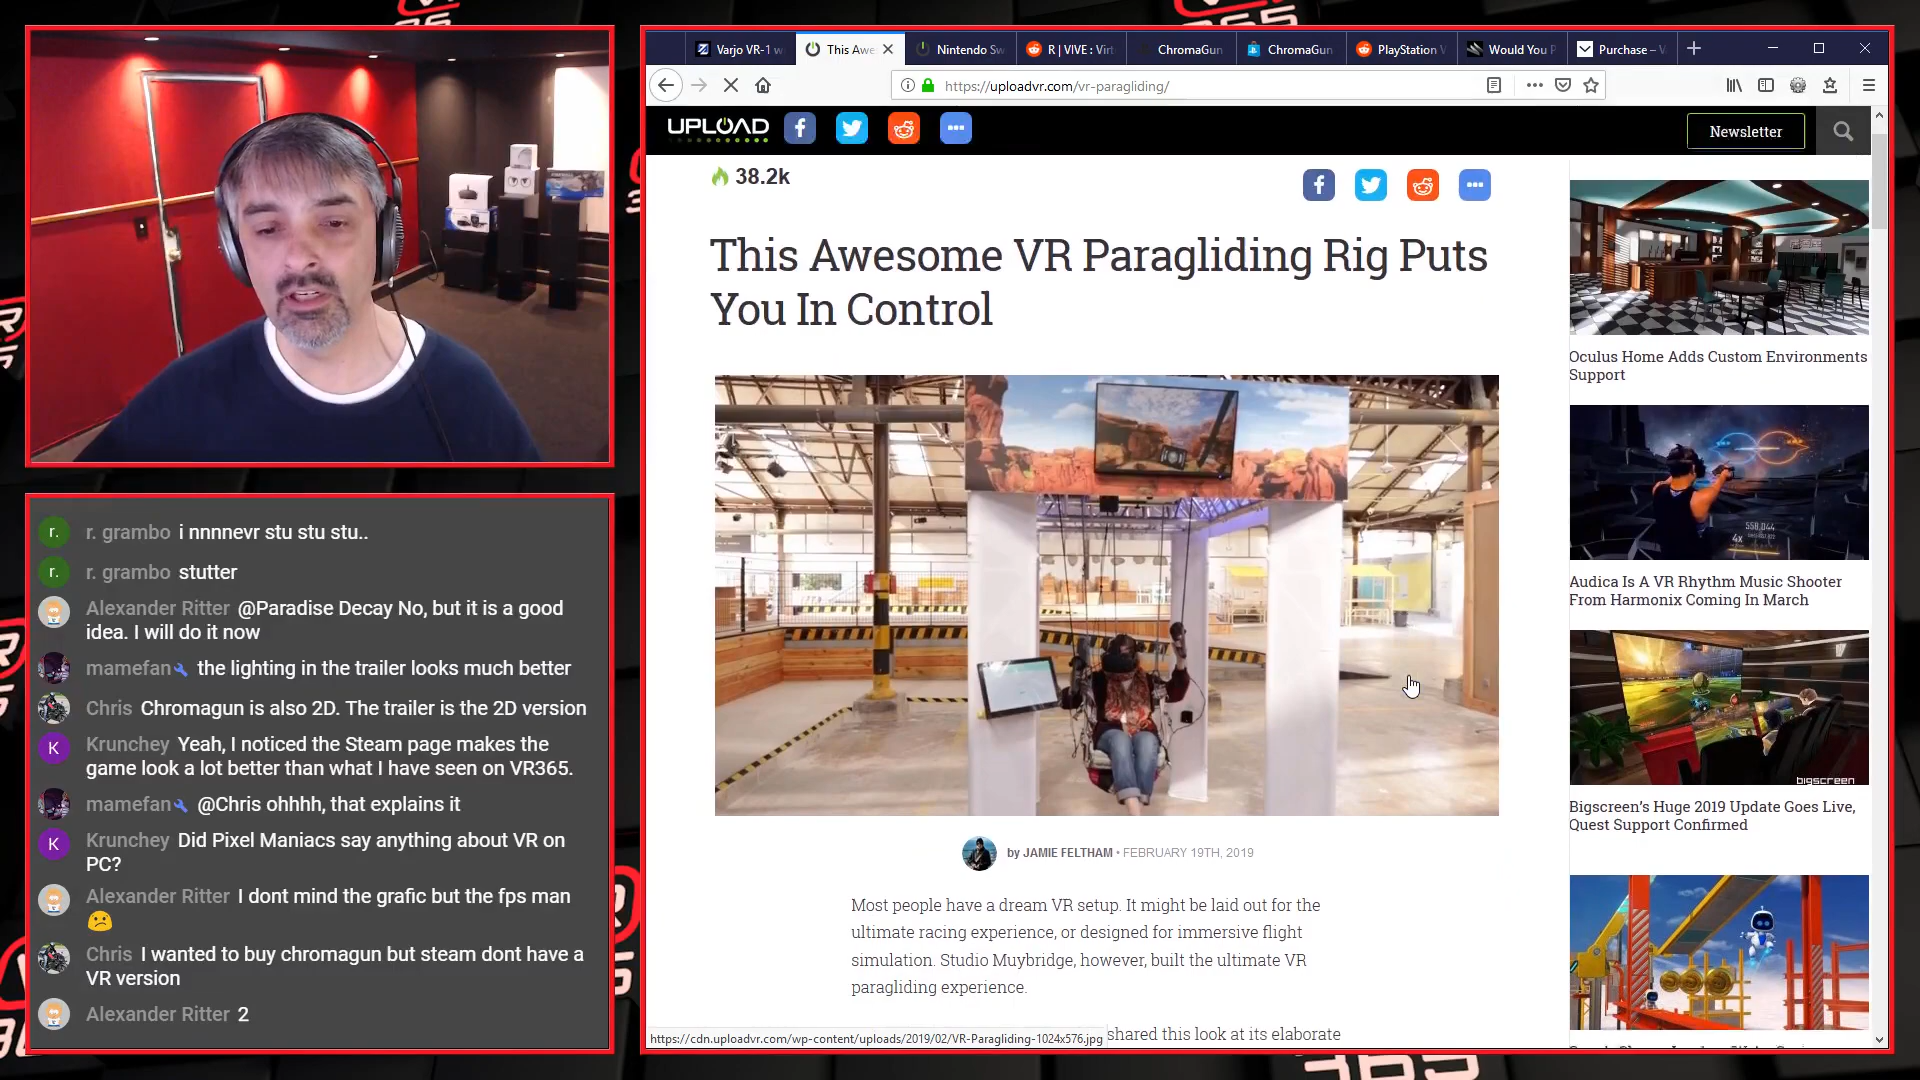 r. grambo i nnnnevr stu stu stu..
r. grambo stutter
Alexander Ritter @Paradise Decay No, but it is a good
idea. I will do it now
mamefan the lighting in the trailer looks much better
Chris Chromagun is also 2D. The trailer is the 2D version
K Krunchey Yeah, I noticed the Steam page makes the
game look a lot better than what I have seen on VR365.
mamefan @Chris ohhhh, that explains it
K Krunchey Did Pixel Maniacs say anything about VR on
PC?
Alexander Ritter I dont mind the grafic but the fps man
Chris I wanted to buy chromagun but steam dont have a
VR version
Alexander Ritter 2
Varjo VR-1 w This Awe Nintendo Sw R | VIVE : Virt ChromaGun ChromaGun PlayStation V Would You P Purchase – V
https://uploadvr.com/vr-paragliding/
UPLOAD
Newsletter
38.2k
This Awesome VR Paragliding Rig Puts
You In Control
by JAMIE FELTHAM • FEBRUARY 19TH, 2019
Most people have a dream VR setup. It might be laid out for the
ultimate racing experience, or designed for immersive flight
simulation. Studio Muybridge, however, built the ultimate VR
paragliding experience.
shared this look at its elaborate
https://cdn.uploadvr.com/wp-content/uploads/2019/02/VR-Paragliding-1024x576.jpg
Oculus Home Adds Custom Environments
Support
558,044
4x
Audica Is A VR Rhythm Music Shooter
From Harmonix Coming In March
bigscreen
Bigscreen's Huge 2019 Update Goes Live,
Quest Support Confirmed